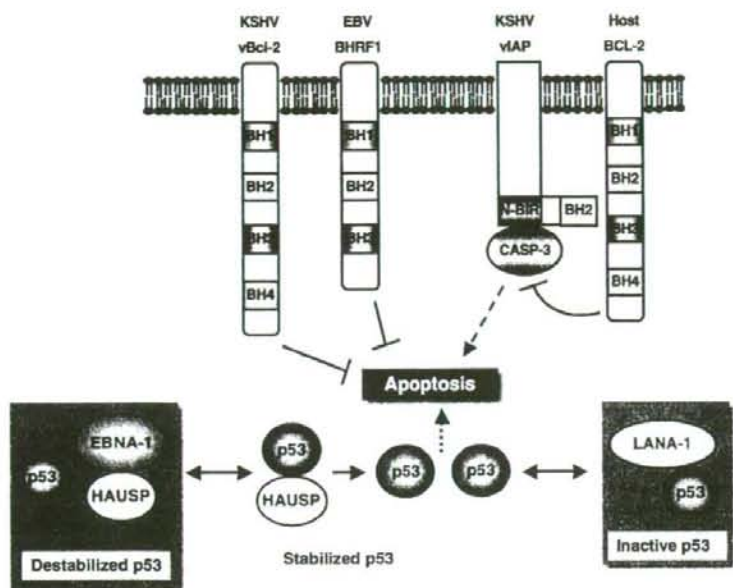 KSHV
vBcl-2
EBV
BHRF1
KSHV
vIAP
Host
BCL-2
BH1
BH1
BH1
BH2
BH2
BH2
N-BIR
BH2
BH3
BH3
BH3
CASP-3
BH4
BH4
Apoptosis
EBNA-1
p53
HAUSP
Destabilized p53
p53
HAUSP
Stabilized p53
p53
p53
LANA-1
p53
Inactive p53